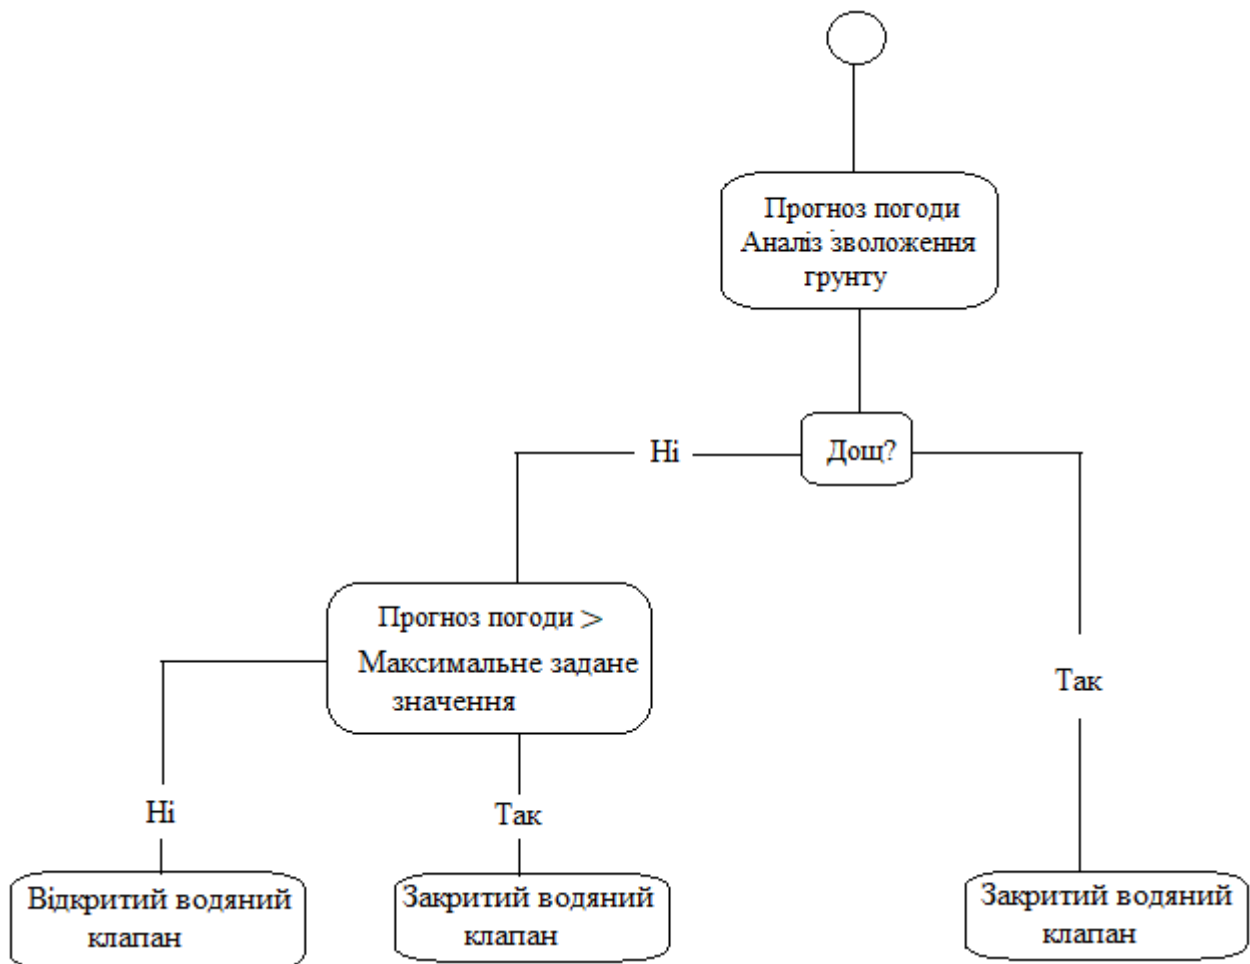 Прогноз погоди
Аналіз зволоження
грунту
Дощ?
Ні
Так
Прогноз погоди >
Максимальне задане
значення
Ні
Так
Відкритий водяний
клапан
Закритий водяний
клапан
Закритий водяний
клапан